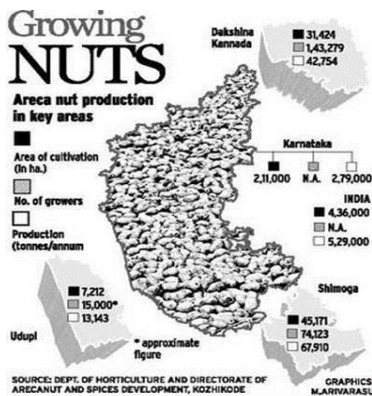 Growing
NUTS
Areca nut production
in key areas
Area of cultivation
(in ha.)
No. of growers
Production
(tonnes/annum
Dakshina
Kannada
31,424
1,43,279
42,754
Karnataka
2,11,000
N.A.
2,79,000
INDIA
4,36,000
N.A.
5,29,000
Shimoga
45,171
74,123
67,910
7,212
15,000*
13,143
Udupi
* approximate
figure
SOURCE: DEPT. OF HORTICULTURE AND DIRECTORATE OF
ARECANUT AND SPICES DEVELOPMENT, KOZHIKODE
GRAPHICS
M.ARIVARASU